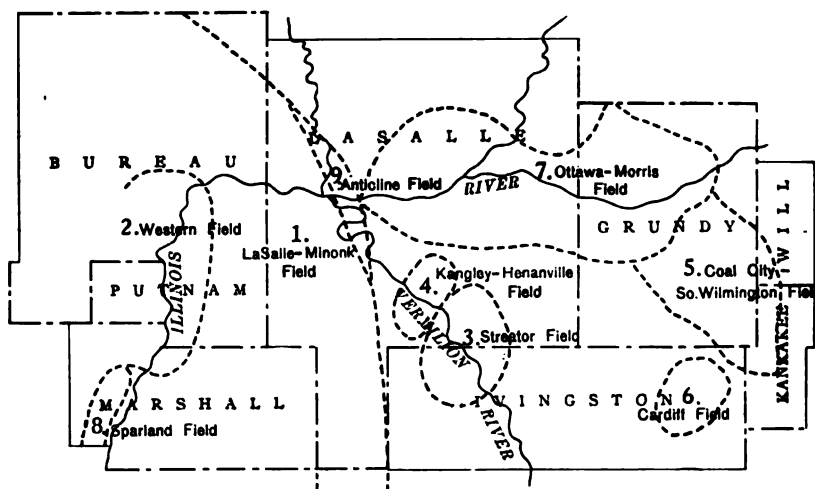 LASALLE
BUREAU
9.
Anticline Field
7. Ottawa-Morris
Field
RIVER
WILL
GRUNDY
2. Western Field
1.
LaSalle-Minonk
Field
4.
Kangley-Henanville
Field
5. Coal City
So. Wilmington Field
PUTNAM
ILLINOIS
VERMILION
3. Streator Field
KANKAKEE
MARSHALL
LIVINGSTON
6.
Cardiff Field
8. Sparland Field
RIVER